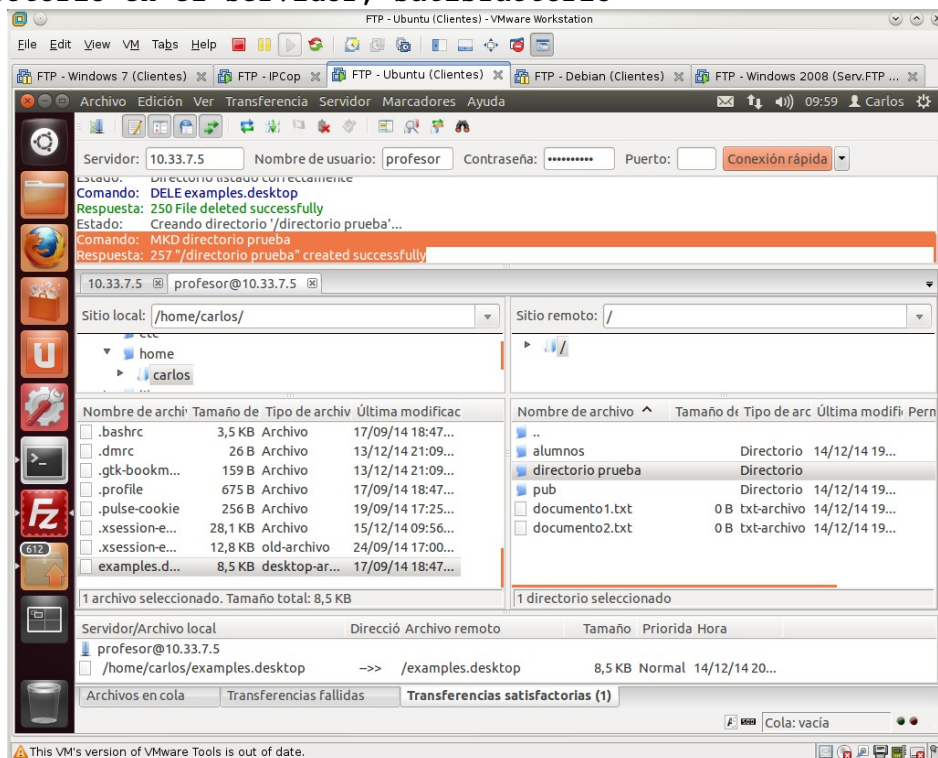 FTP - Ubuntu (Clientes) - VMware Workstation
File Edit View VM Tabs Help
FTP - Windows 7 (Clientes) FTP - IPCop FTP - Ubuntu (Clientes) FTP - Debian (Clientes) FTP - Windows 2008 (Serv.FTP ...
Archivo Edición Ver Transferencia Servidor Marcadores Ayuda 09:59 Carlos
Servidor: 10.33.7.5 Nombre de usuario: profesor Contraseña: •••••••••• Puerto: Conexión rápida
Estado: Directorio listado correctamente
Comando: DELE examples.desktop
Respuesta: 250 File deleted successfully
Estado: Creando directorio '/directorio prueba'...
Comando: MKD directorio prueba
Respuesta: 257 "/directorio prueba" created successfully
10.33.7.5 profesor@10.33.7.5
Sitio local: /home/carlos/ Sitio remoto: /
etc
home /
carlos
Nombre de archi Tamaño de Tipo de archiv Última modificac Nombre de archivo Tamaño de Tipo de arc Última modifi Perm
.bashrc 3,5 KB Archivo 17/09/14 18:47... ..
.dmrc 26 B Archivo 13/12/14 21:09... alumnos Directorio 14/12/14 19...
.gtk-bookm... 159 B Archivo 13/12/14 21:09... directorio prueba Directorio
.profile 675 B Archivo 17/09/14 18:47... pub Directorio 14/12/14 19...
.pulse-cookie 256 B Archivo 19/09/14 17:25... documento1.txt 0 B txt-archivo 14/12/14 19...
.xsession-e... 28,1 KB Archivo 15/12/14 09:56... documento2.txt 0 B txt-archivo 14/12/14 19...
.xsession-e... 12,8 KB old-archivo 24/09/14 17:00...
examples.d... 8,5 KB desktop-ar... 17/09/14 18:47...
1 archivo seleccionado. Tamaño total: 8,5 KB 1 directorio seleccionado
Servidor/Archivo local Direcció Archivo remoto Tamaño Priorida Hora
profesor@10.33.7.5
/home/carlos/examples.desktop -->> /examples.desktop 8,5 KB Normal 14/12/14 20...
612
Archivos en cola Transferencias fallidas Transferencias satisfactorias (1)
Cola: vacía
This VM's version of VMware Tools is out of date.